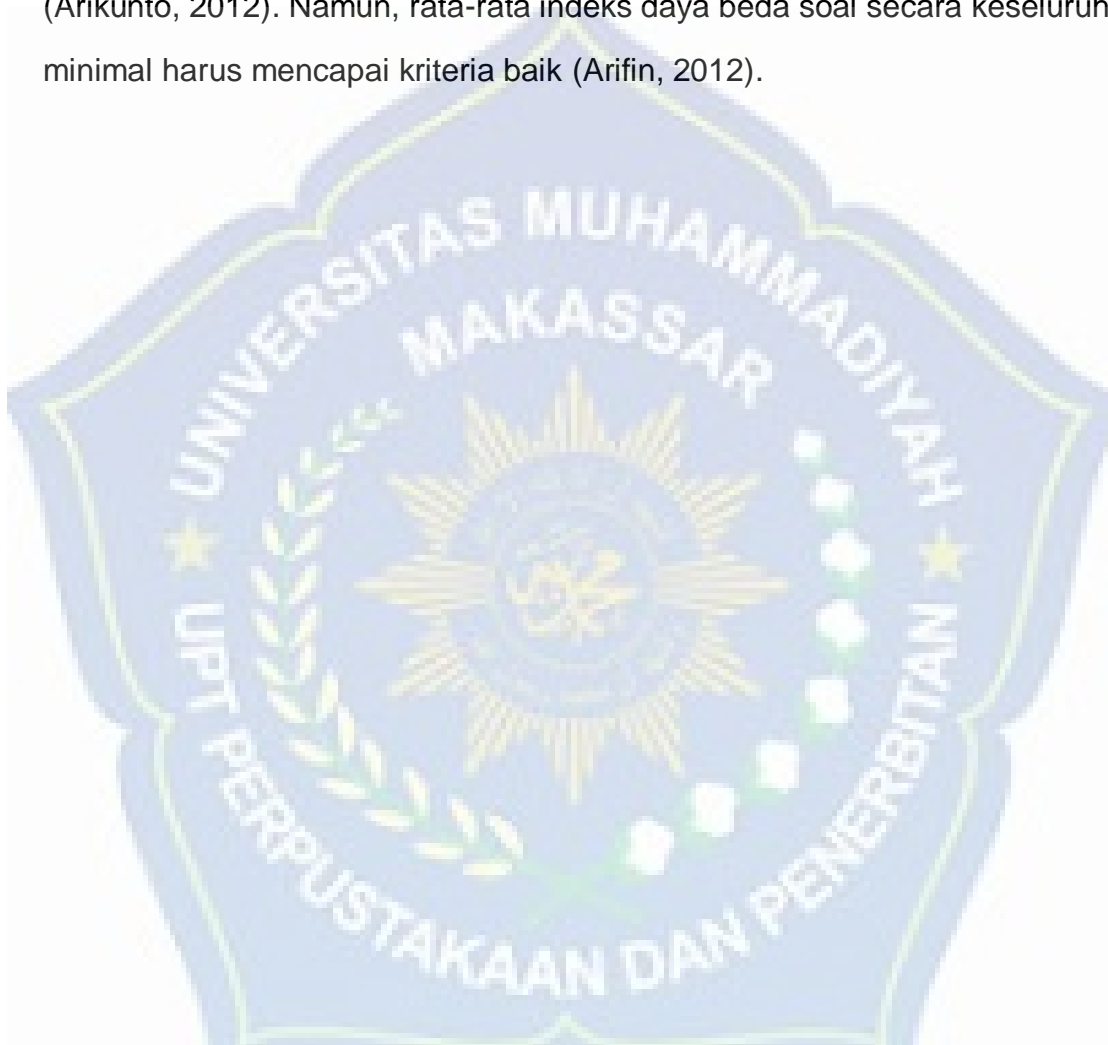 (Arikunto, 2012). Namun, rata-rata indeks daya beda soal secara keseluruh
minimal harus mencapai kriteria baik (Arifin, 2012).
UNIVERSITAS MUHAMMADIYAH
MAKASSAR
UPT PERPUSTAKAAN DAN PENERBITAN